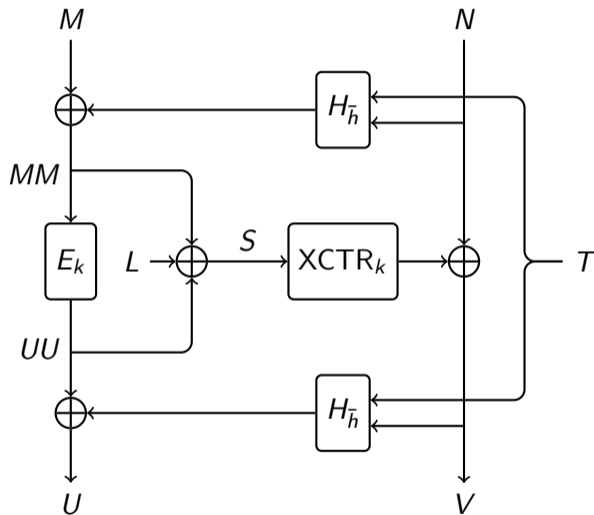 M N
H_h̄
MM
E_k L S XCTR_k T
UU
H_h̄
U V